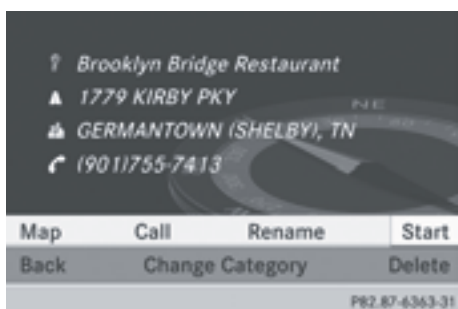 Brooklyn Bridge Restaurant
1779 KIRBY PKY
NE
GERMANTOWN (SHELBY), TN
(901)755-7413
Map Call Rename Start
Back Change Category Delete
P82.87-6363-31